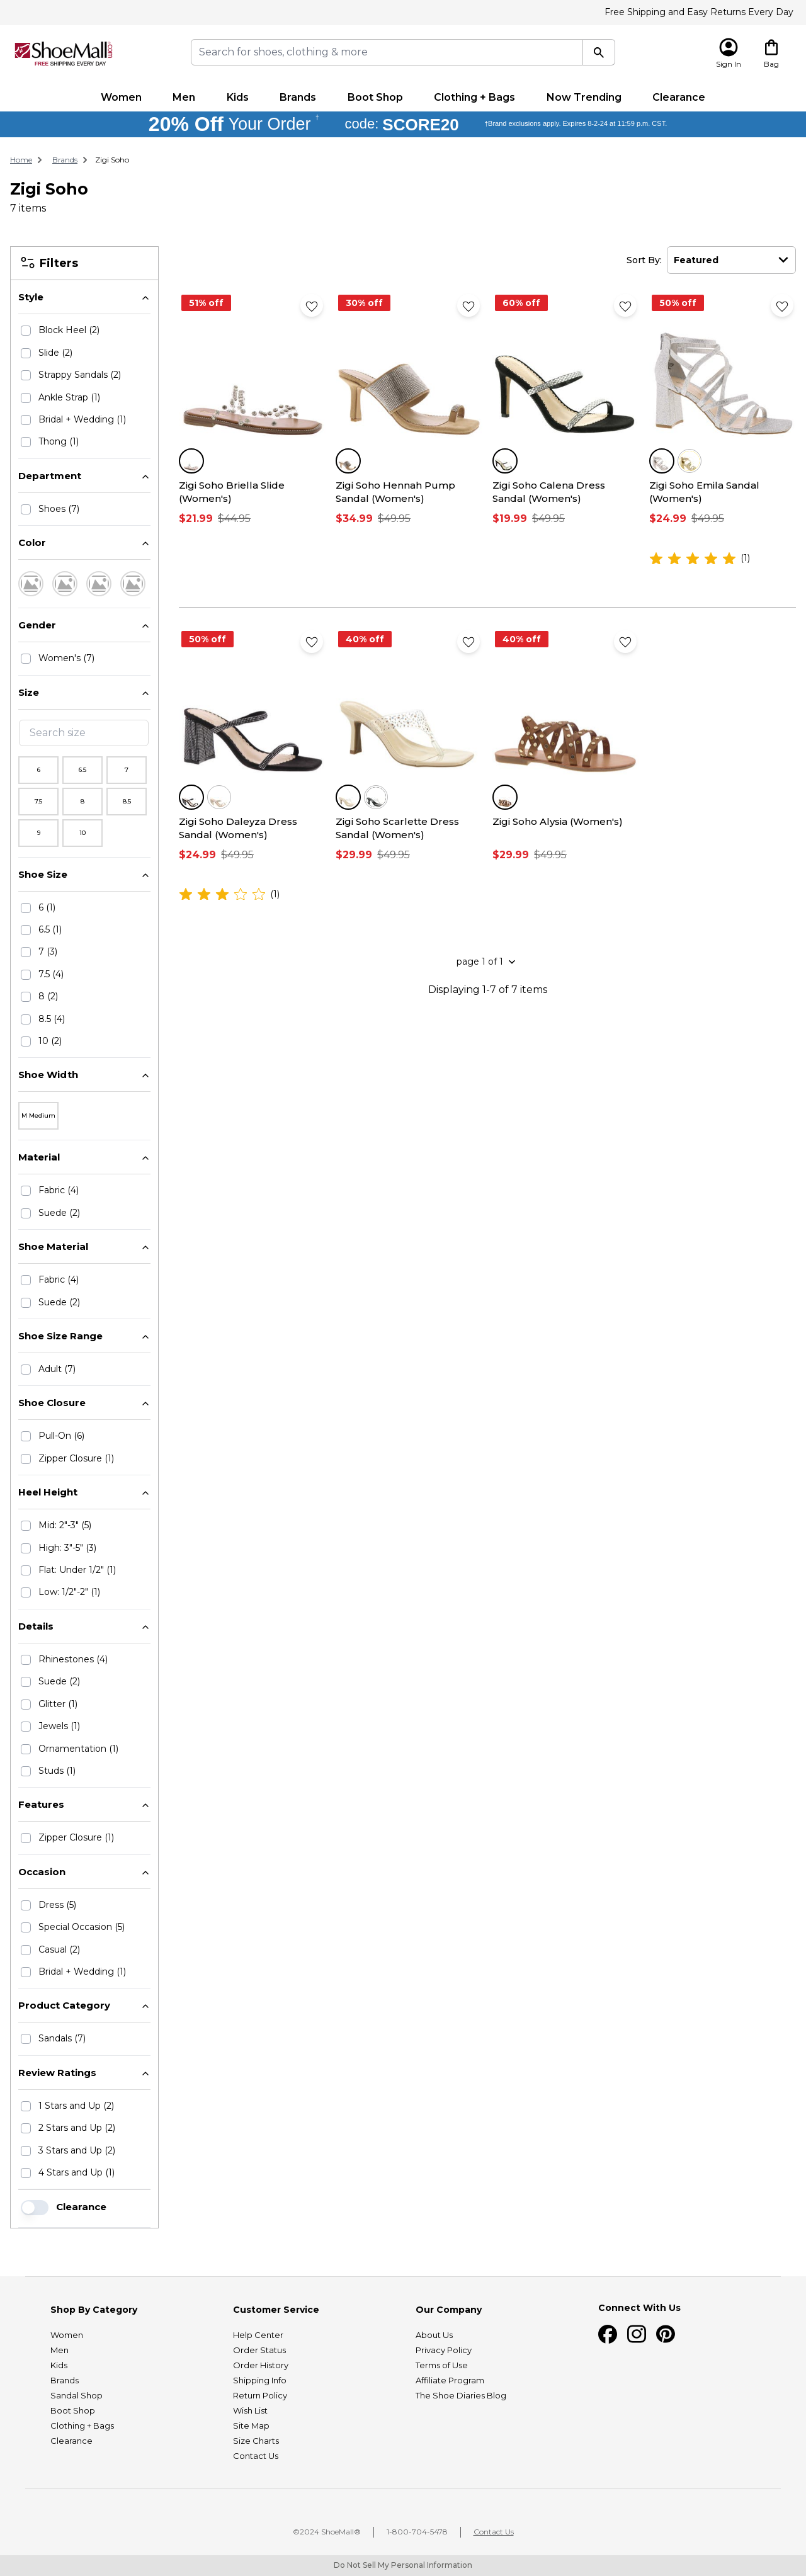 Free Shipping and Easy Returns Every Day
ShoeMall.COM
FREE SHIPPING EVERY DAY
Search for shoes, clothing & more
Sign In
Bag
Women Men Kids Brands Boot Shop Clothing + Bags Now Trending Clearance
20% Off Your Order † code: SCORE20 †Brand exclusions apply. Expires 8-2-24 at 11:59 p.m. CST.
Home > Brands > Zigi Soho
Zigi Soho
7 items
Filters
Style
Block Heel (2)
Slide (2)
Strappy Sandals (2)
Ankle Strap (1)
Bridal + Wedding (1)
Thong (1)
Department
Shoes (7)
Color
Gender
Women's (7)
Size
Search size
6 6.5 7
7.5 8 8.5
9 10
Shoe Size
6 (1)
6.5 (1)
7 (3)
7.5 (4)
8 (2)
8.5 (4)
10 (2)
Shoe Width
M Medium
Material
Fabric (4)
Suede (2)
Shoe Material
Fabric (4)
Suede (2)
Shoe Size Range
Adult (7)
Shoe Closure
Pull-On (6)
Zipper Closure (1)
Heel Height
Mid: 2"-3" (5)
High: 3"-5" (3)
Flat: Under 1/2" (1)
Low: 1/2"-2" (1)
Details
Rhinestones (4)
Suede (2)
Glitter (1)
Jewels (1)
Ornamentation (1)
Studs (1)
Features
Zipper Closure (1)
Occasion
Dress (5)
Special Occasion (5)
Casual (2)
Bridal + Wedding (1)
Product Category
Sandals (7)
Review Ratings
1 Stars and Up (2)
2 Stars and Up (2)
3 Stars and Up (2)
4 Stars and Up (1)
Clearance
Sort By: Featured
51% off
Zigi Soho Briella Slide
(Women's)
$21.99 $44.95
30% off
Zigi Soho Hennah Pump
Sandal (Women's)
$34.99 $49.95
60% off
Zigi Soho Calena Dress
Sandal (Women's)
$19.99 $49.95
50% off
Zigi Soho Emila Sandal
(Women's)
$24.99 $49.95
(1)
50% off
Zigi Soho Daleyza Dress
Sandal (Women's)
$24.99 $49.95
(1)
40% off
Zigi Soho Scarlette Dress
Sandal (Women's)
$29.99 $49.95
40% off
Zigi Soho Alysia (Women's)
$29.99 $49.95
page 1 of 1
Displaying 1-7 of 7 items
Shop By Category
Women
Men
Kids
Brands
Sandal Shop
Boot Shop
Clothing + Bags
Clearance
Customer Service
Help Center
Order Status
Order History
Shipping Info
Return Policy
Wish List
Site Map
Size Charts
Contact Us
Our Company
About Us
Privacy Policy
Terms of Use
Affiliate Program
The Shoe Diaries Blog
Connect With Us
©2024 ShoeMall® | 1-800-704-5478 | Contact Us
Do Not Sell My Personal Information